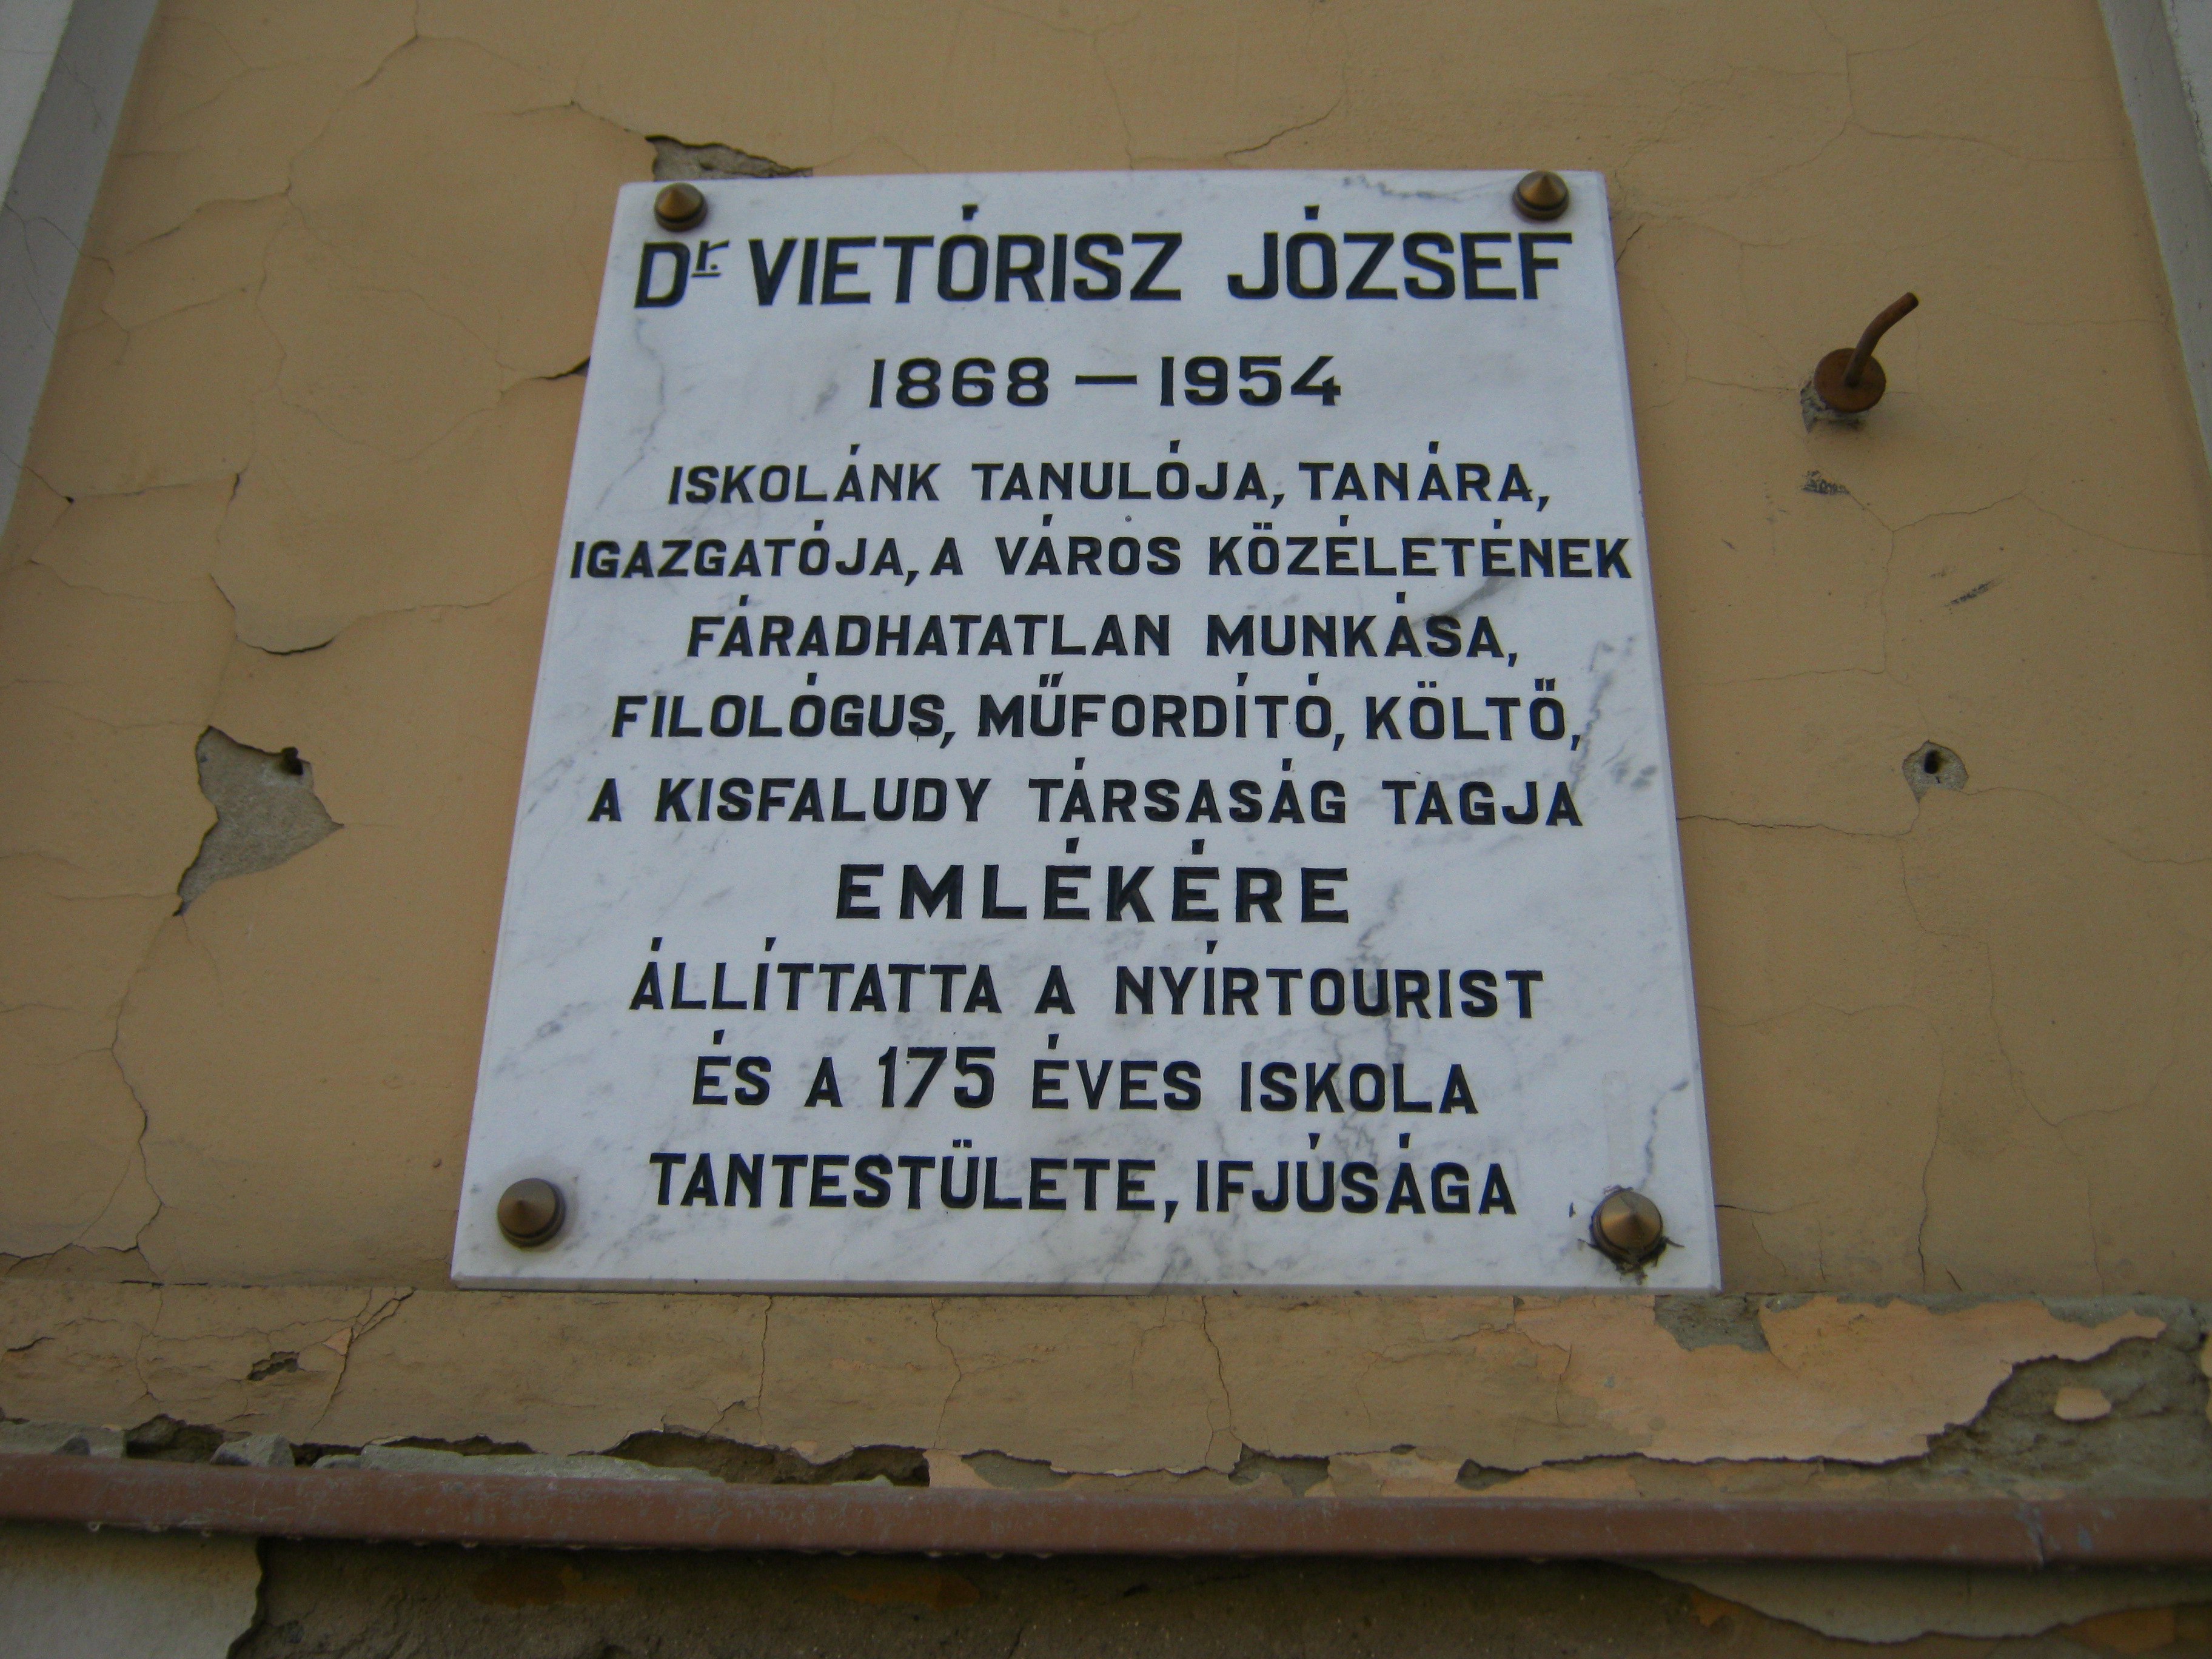 Dr. VIETÓRISZ JÓZSEF
1868 – 1954
ISKOLÁNK TANULÓJA, TANÁRA,
IGAZGATÓJA, A VÁROS KÖZÉLETÉNEK
FÁRADHATATLAN MUNKÁSA,
FILOLÓGUS, MŰFORDÍTÓ, KÖLTŐ,
A KISFALUDY TÁRSASÁG TAGJA
EMLÉKÉRE
ÁLLÍTTATTA A NYÍRTOURIST
ÉS A 175 ÉVES ISKOLA
TANTESTÜLETE, IFJÚSÁGA